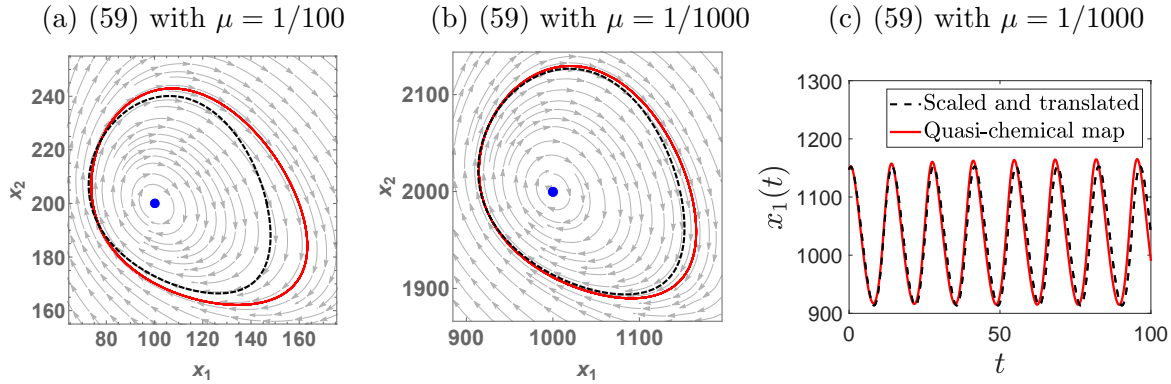 (a) (59) with μ = 1/100
(b) (59) with μ = 1/1000
(c) (59) with μ = 1/1000
240
220
200
180
160
x₂
80 100 120 140 160
x₁
2100
2000
1900
x₂
900 1000 1100
x₁
1300
1200
1100
1000
900
x₁(t)
Scaled and translated
Quasi-chemical map
0 50 100
t